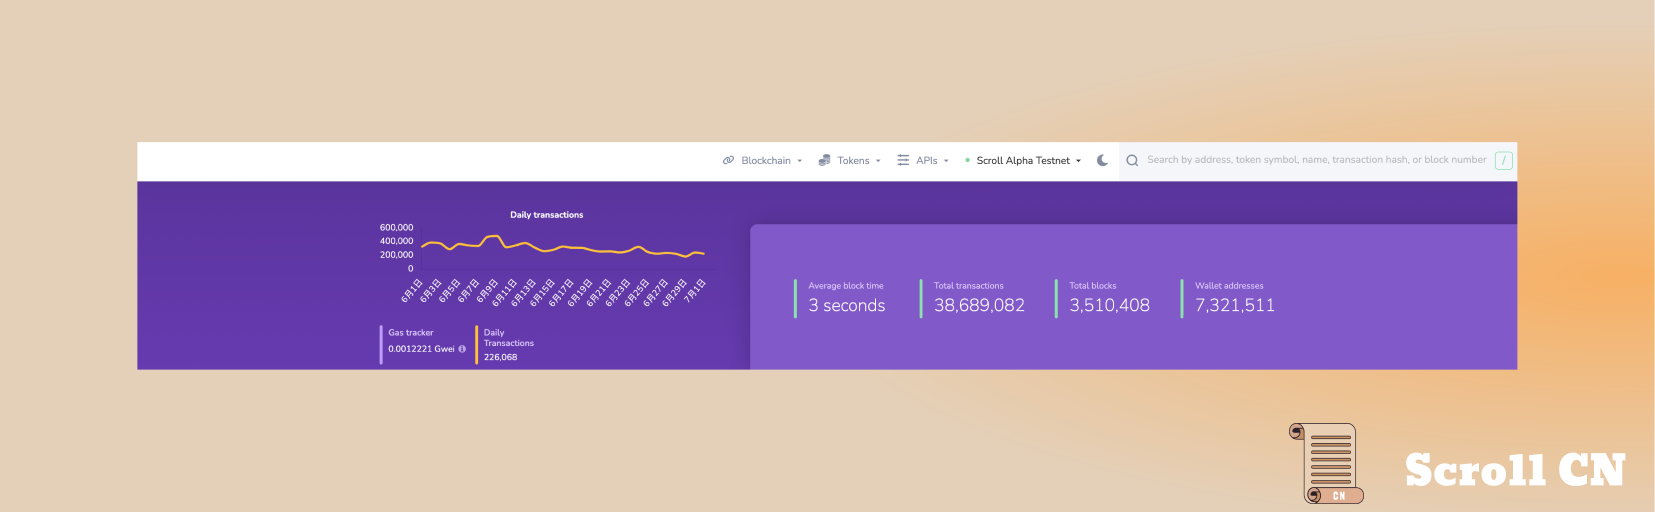 Blockchain
Tokens
APIs
Scroll Alpha Testnet
Search by address, token symbol, name, transaction hash, or block number
/
Daily transactions
600,000
400,000
200,000
0
6月1日
6月3日
6月5日
6月7日
6月9日
6月11日
6月13日
6月15日
6月17日
6月19日
6月21日
6月23日
6月25日
6月27日
6月29日
7月1日
Gas tracker
0.0012221 Gwei
Daily
Transactions
226,068
Average block time
3 seconds
Total transactions
38,689,082
Total blocks
3,510,408
Wallet addresses
7,321,511
CN
Scroll CN